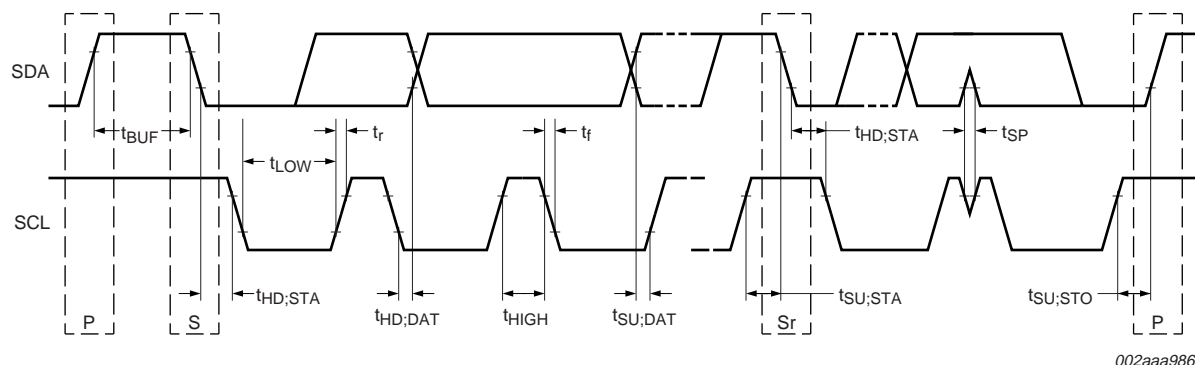 SDA
tBUF
tLOW
tr
tf
tHD;STA
tSP
SCL
tHD;STA
tHD;DAT
tHIGH
tSU;DAT
tSU;STA
tSU;STO
P
S
Sr
P
002aaa986